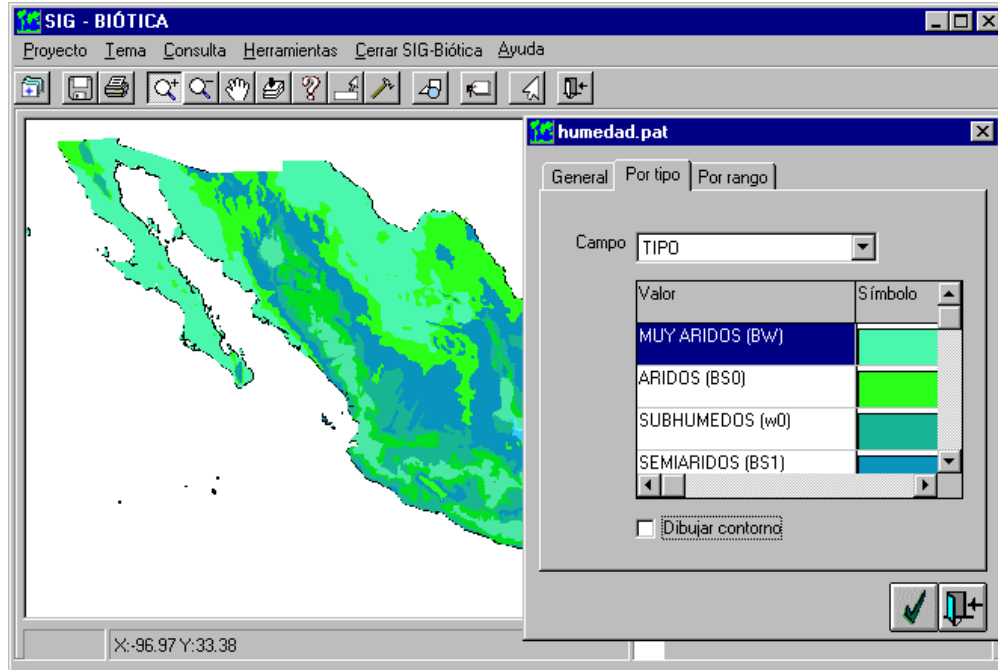 SIG - BIÓTICA
Proyecto Tema Consulta Herramientas Cerrar SIG-Biótica Ayuda
humedad.pat
General Por tipo Por rango
Campo TIPO
Valor Símbolo
MUY ARIDOS (BW)
ARIDOS (BS0)
SUBHUMEDOS (w0)
SEMIARIDOS (BS1)
Dibujar contorno
X:-96.97 Y:33.38